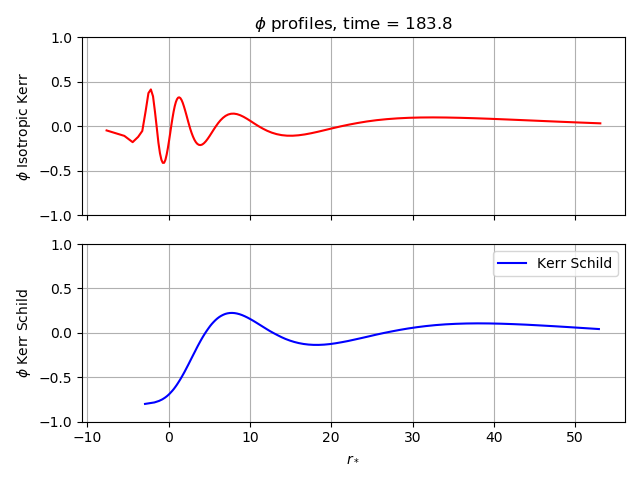 ϕ profiles, time = 183.8
ϕ Isotropic Kerr
1.0
0.5
0.0
−0.5
−1.0
ϕ Kerr Schild
1.0
0.5
0.0
−0.5
−1.0
Kerr Schild
−10 0 10 20 30 40 50
r*